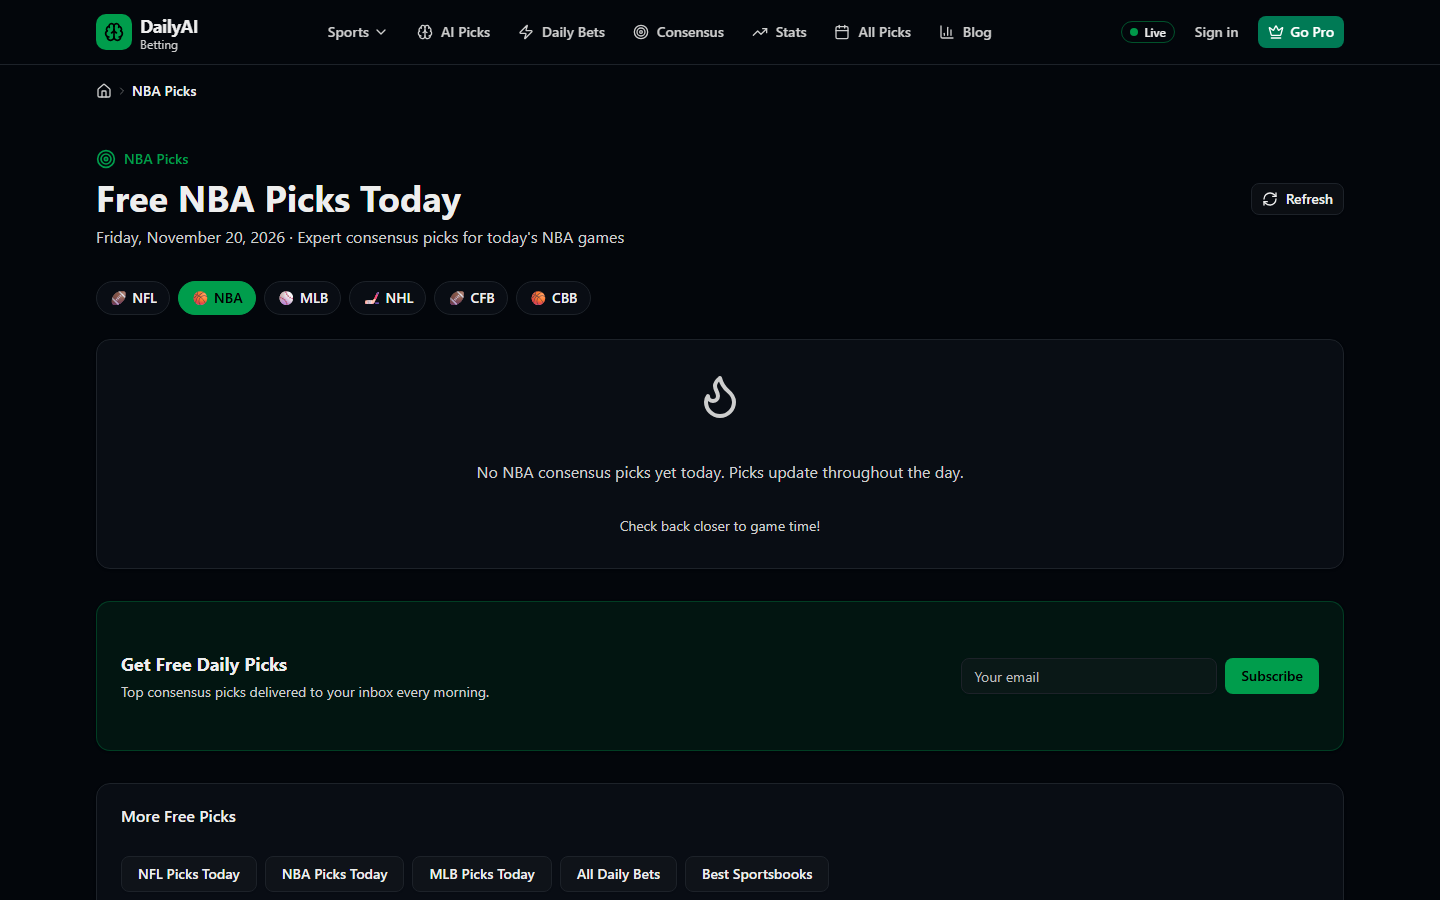 DailyAI
Betting
Sports
AI Picks
Daily Bets
Consensus
Stats
All Picks
Blog
Live
Sign in
Go Pro
NBA Picks
NBA Picks
Free NBA Picks Today
Refresh
Friday, November 20, 2026 · Expert consensus picks for today's NBA games
NFL
NBA
MLB
NHL
CFB
CBB
No NBA consensus picks yet today. Picks update throughout the day.
Check back closer to game time!
Get Free Daily Picks
Top consensus picks delivered to your inbox every morning.
Your email
Subscribe
More Free Picks
NFL Picks Today
NBA Picks Today
MLB Picks Today
All Daily Bets
Best Sportsbooks